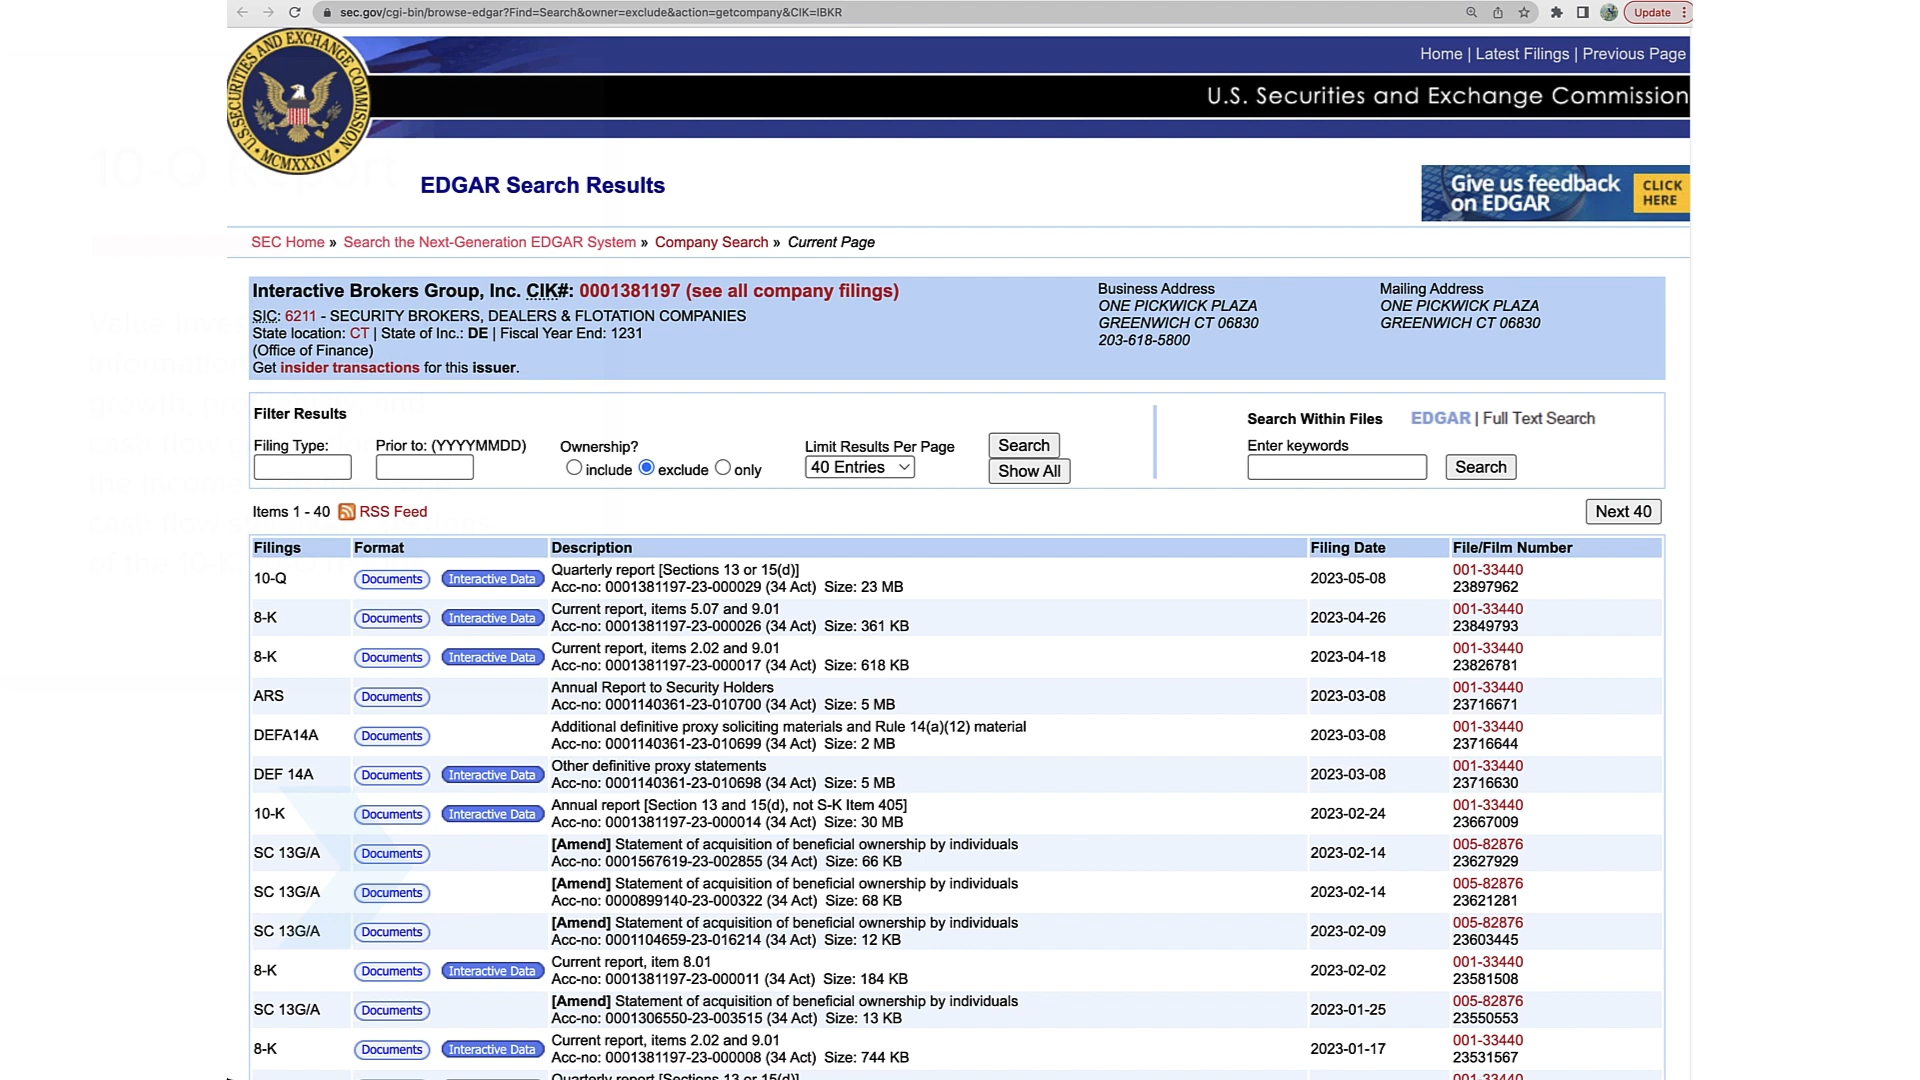 sec.gov/cgi-bin/browse-edgar?Find=Search&owner=exclude&action=getcompany&CIK=IBKR
Update
Home | Latest Filings | Previous Page
U.S. Securities and Exchange Commission
U.S. SECURITIES AND EXCHANGE COMMISSION
MCMXXXIV
10-Q Report
EDGAR Search Results
Give us feedback on EDGAR
CLICK HERE
SEC Home » Search the Next-Generation EDGAR System » Company Search » Current Page
Interactive Brokers Group, Inc. CIK#: 0001381197 (see all company filings)
SIC: 6211 - SECURITY BROKERS, DEALERS & FLOTATION COMPANIES
State location: CT | State of Inc.: DE | Fiscal Year End: 1231
(Office of Finance)
Get insider transactions for this issuer.
Business Address
ONE PICKWICK PLAZA
GREENWICH CT 06830
203-618-5800
Mailing Address
ONE PICKWICK PLAZA
GREENWICH CT 06830
Filter Results
Filing Type:
Prior to: (YYYYMMDD)
Ownership?
include exclude only
Limit Results Per Page
40 Entries
Search
Show All
Search Within Files
EDGAR | Full Text Search
Enter keywords
Search
Items 1 - 40 RSS Feed
Next 40
Filings Format Description Filing Date File/Film Number
10-Q Documents Interactive Data Quarterly report [Sections 13 or 15(d)] 2023-05-08 001-33440
Acc-no: 0001381197-23-000029 (34 Act) Size: 23 MB 23897962
8-K Documents Interactive Data Current report, items 5.07 and 9.01 2023-04-26 001-33440
Acc-no: 0001381197-23-000026 (34 Act) Size: 361 KB 23849793
8-K Documents Interactive Data Current report, items 2.02 and 9.01 2023-04-18 001-33440
Acc-no: 0001381197-23-000017 (34 Act) Size: 618 KB 23826781
ARS Documents Annual Report to Security Holders 2023-03-08 001-33440
Acc-no: 0001140361-23-010700 (34 Act) Size: 5 MB 23716671
DEFA14A Documents Additional definitive proxy soliciting materials and Rule 14(a)(12) material 2023-03-08 001-33440
Acc-no: 0001140361-23-010699 (34 Act) Size: 2 MB 23716644
DEF 14A Documents Interactive Data Other definitive proxy statements 2023-03-08 001-33440
Acc-no: 0001140361-23-010698 (34 Act) Size: 5 MB 23716630
10-K Documents Interactive Data Annual report [Section 13 and 15(d), not S-K Item 405] 2023-02-24 001-33440
Acc-no: 0001381197-23-000014 (34 Act) Size: 30 MB 23667009
SC 13G/A Documents [Amend] Statement of acquisition of beneficial ownership by individuals 2023-02-14 005-82876
Acc-no: 0001567619-23-002855 (34 Act) Size: 66 KB 23627929
SC 13G/A Documents [Amend] Statement of acquisition of beneficial ownership by individuals 2023-02-14 005-82876
Acc-no: 0000899140-23-000322 (34 Act) Size: 68 KB 23621281
SC 13G/A Documents [Amend] Statement of acquisition of beneficial ownership by individuals 2023-02-09 005-82876
Acc-no: 0001104659-23-016214 (34 Act) Size: 12 KB 23603445
8-K Documents Interactive Data Current report, item 8.01 2023-02-02 001-33440
Acc-no: 0001381197-23-000011 (34 Act) Size: 184 KB 23581508
SC 13G/A Documents [Amend] Statement of acquisition of beneficial ownership by individuals 2023-01-25 005-82876
Acc-no: 0001306550-23-003515 (34 Act) Size: 13 KB 23550553
8-K Documents Interactive Data Current report, items 2.02 and 9.01 2023-01-17 001-33440
Acc-no: 0001381197-23-000008 (34 Act) Size: 744 KB 23531567
Quarterly report [Sections 13 or 15(d)] 001-33440